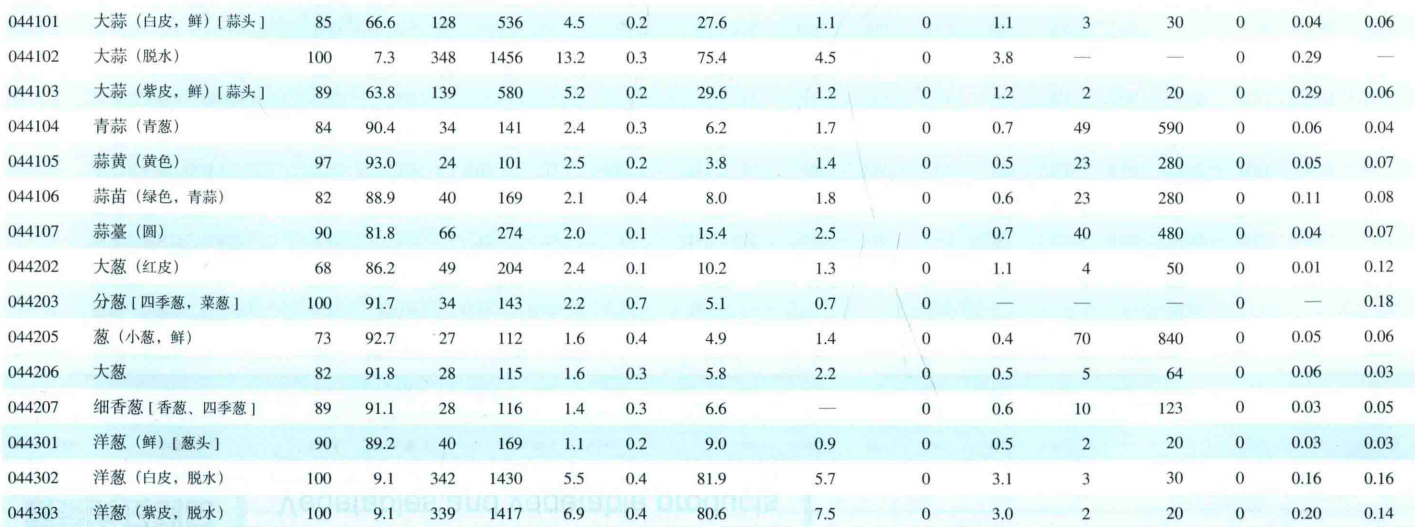 044101 大蒜（白皮，鲜）[蒜头] 85 66.6 128 536 4.5 0.2 27.6 1.1 0 1.1 3 30 0 0.04 0.06
044102 大蒜（脱水） 100 7.3 348 1456 13.2 0.3 75.4 4.5 0 3.8 — — 0 0.29 —
044103 大蒜（紫皮，鲜）[蒜头] 89 63.8 139 580 5.2 0.2 29.6 1.2 0 1.2 2 20 0 0.29 0.06
044104 青蒜（青葱） 84 90.4 34 141 2.4 0.3 6.2 1.7 0 0.7 49 590 0 0.06 0.04
044105 蒜黄（黄色） 97 93.0 24 101 2.5 0.2 3.8 1.4 0 0.5 23 280 0 0.05 0.07
044106 蒜苗（绿色，青蒜） 82 88.9 40 169 2.1 0.4 8.0 1.8 0 0.6 23 280 0 0.11 0.08
044107 蒜薹（圆） 90 81.8 66 274 2.0 0.1 15.4 2.5 0 0.7 40 480 0 0.04 0.07
044202 大葱（红皮） 68 86.2 49 204 2.4 0.1 10.2 1.3 0 1.1 4 50 0 0.01 0.12
044203 分葱[四季葱，菜葱] 100 91.7 34 143 2.2 0.7 5.1 0.7 0 — — — 0 — 0.18
044205 葱（小葱，鲜） 73 92.7 27 112 1.6 0.4 4.9 1.4 0 0.4 70 840 0 0.05 0.06
044206 大葱 82 91.8 28 115 1.6 0.3 5.8 2.2 0 0.5 5 64 0 0.06 0.03
044207 细香葱[香葱、四季葱] 89 91.1 28 116 1.4 0.3 6.6 — 0 0.6 10 123 0 0.03 0.05
044301 洋葱（鲜）[葱头] 90 89.2 40 169 1.1 0.2 9.0 0.9 0 0.5 2 20 0 0.03 0.03
044302 洋葱（白皮，脱水） 100 9.1 342 1430 5.5 0.4 81.9 5.7 0 3.1 3 30 0 0.16 0.16
044303 洋葱（紫皮，脱水） 100 9.1 339 1417 6.9 0.4 80.6 7.5 0 3.0 2 20 0 0.20 0.14
Vegetables and vegetable products